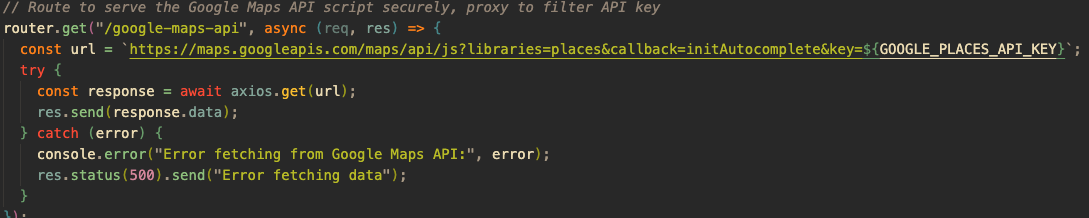 // Route to serve the Google Maps API script securely, proxy to filter API key
router.get("/google-maps-api", async (req, res) => {
  const url = `https://maps.googleapis.com/maps/api/js?libraries=places&callback=initAutocomplete&key=${GOOGLE_PLACES_API_KEY}`;
  try {
    const response = await axios.get(url);
    res.send(response.data);
  } catch (error) {
    console.error("Error fetching from Google Maps API:", error);
    res.status(500).send("Error fetching data");
  }
});